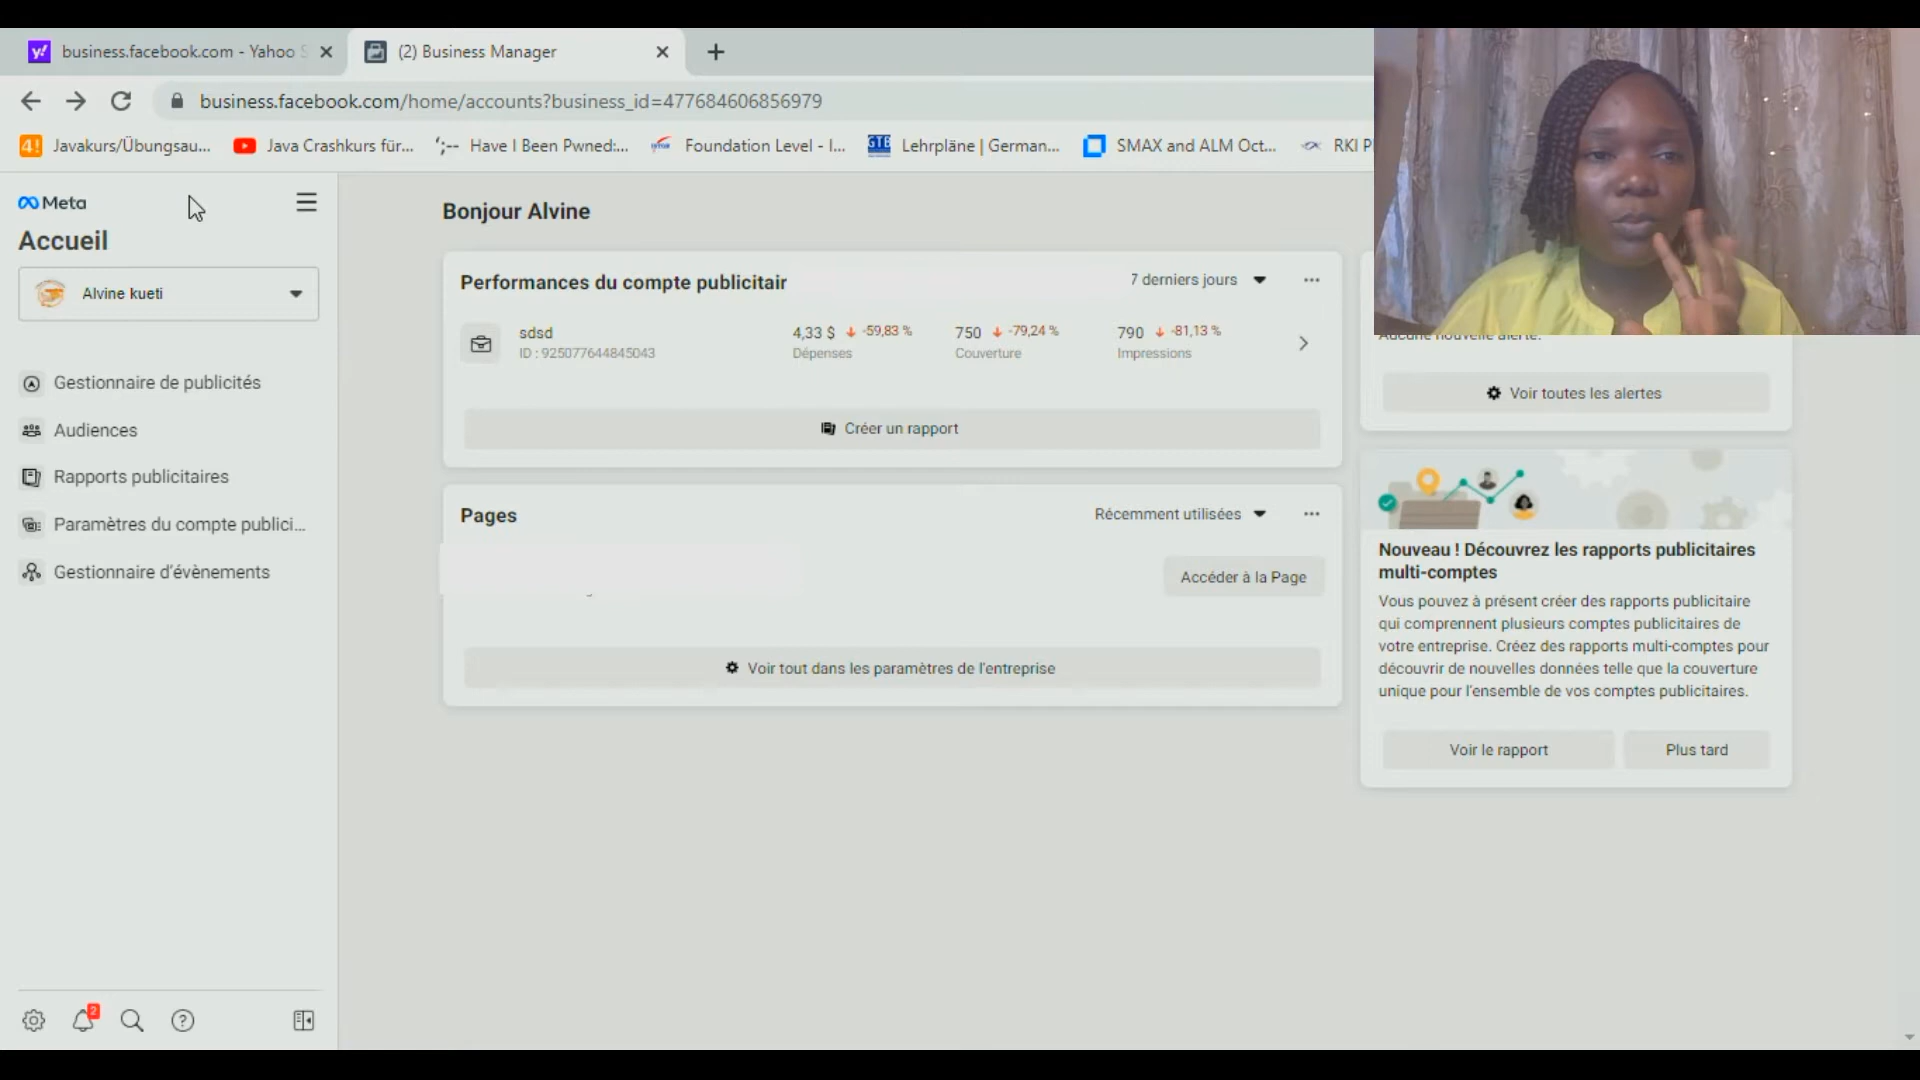 business.facebook.com - Yahoo S
(2) Business Manager
business.facebook.com/home/accounts?business_id=477684606856979
Javakurs/Übungsau...
Java Crashkurs für...
Have I Been Pwned:...
Foundation Level - I...
GTB
Lehrpläne | German...
SMAX and ALM Oct...
RKI P
Meta
Accueil
Alvine kueti
Gestionnaire de publicités
Audiences
Rapports publicitaires
Paramètres du compte publici...
Gestionnaire d'évènements
2
Bonjour Alvine
Performances du compte publicitair
7 derniers jours
sdsd
ID : 925077644845043
4,33 $ -59,83 %
Dépenses
750 -79,24 %
Couverture
790 -81,13 %
Impressions
Créer un rapport
Pages
Récemment utilisées
Accéder à la Page
Voir tout dans les paramètres de l'entreprise
Aucune nouvelle alerte.
Voir toutes les alertes
Nouveau ! Découvrez les rapports publicitaires
multi-comptes
Vous pouvez à présent créer des rapports publicitaire
qui comprennent plusieurs comptes publicitaires de
votre entreprise. Créez des rapports multi-comptes pour
découvrir de nouvelles données telle que la couverture
unique pour l'ensemble de vos comptes publicitaires.
Voir le rapport
Plus tard